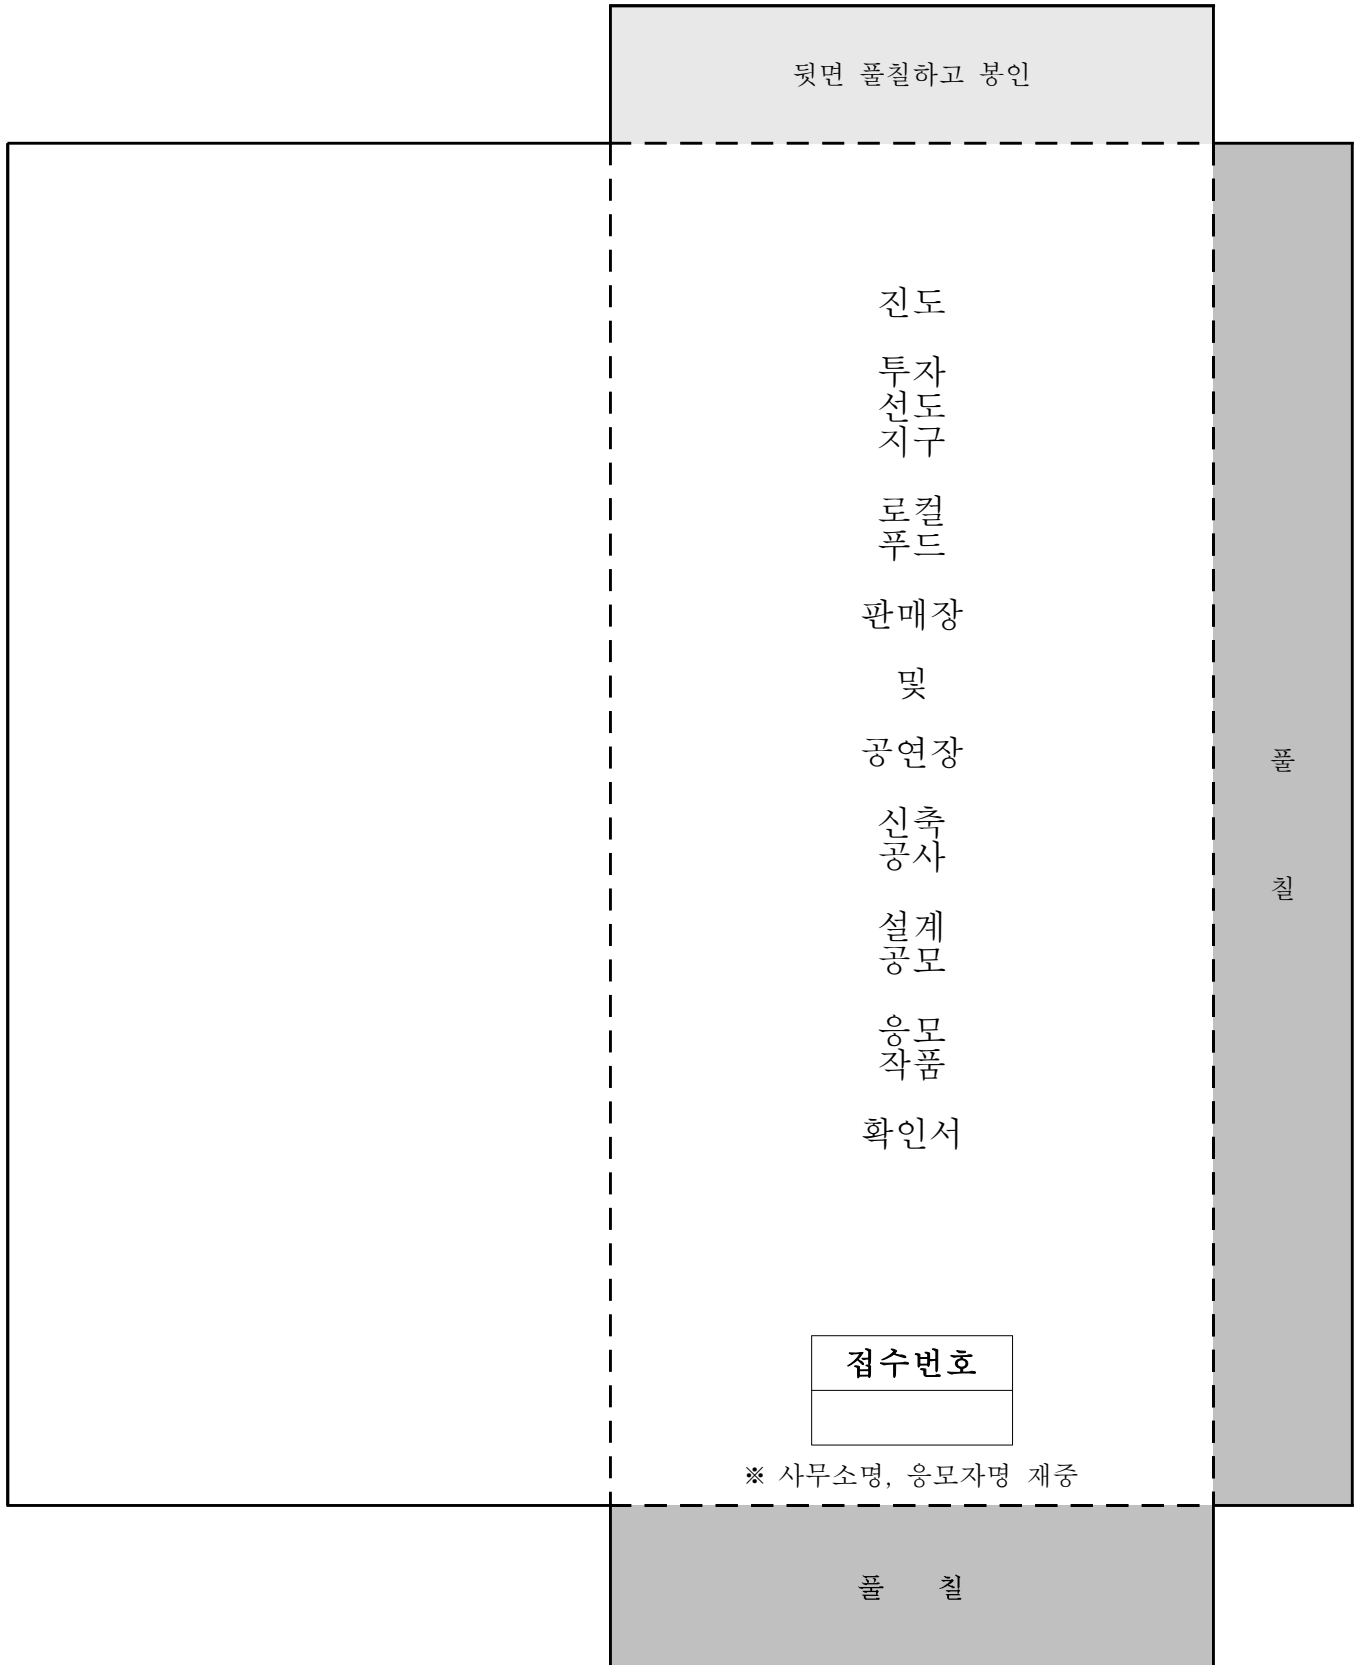 뒷면 풀칠하고 봉인
진도
투자
선도
지구
로컬
푸드
판매장
및
공연장
신축
공사
설계
공모
응모
작품
확인서
풀
칠
접수번호
※ 사무소명, 응모자명 재중
풀 칠